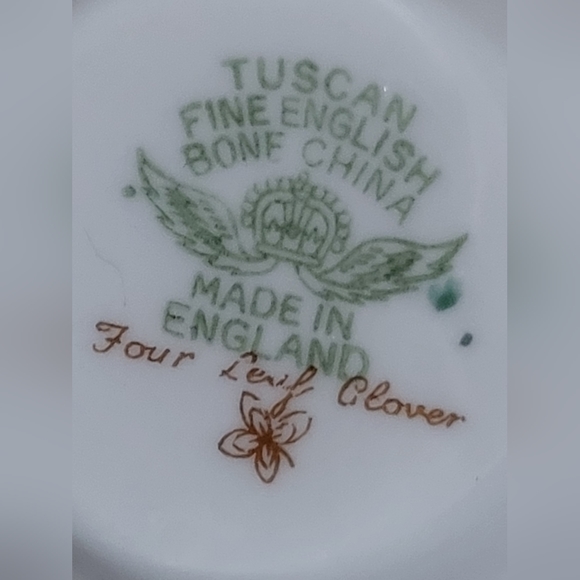 TUSCAN
FINE ENGLISH
BONE CHINA
MADE IN
ENGLAND
Four Leaf Clover